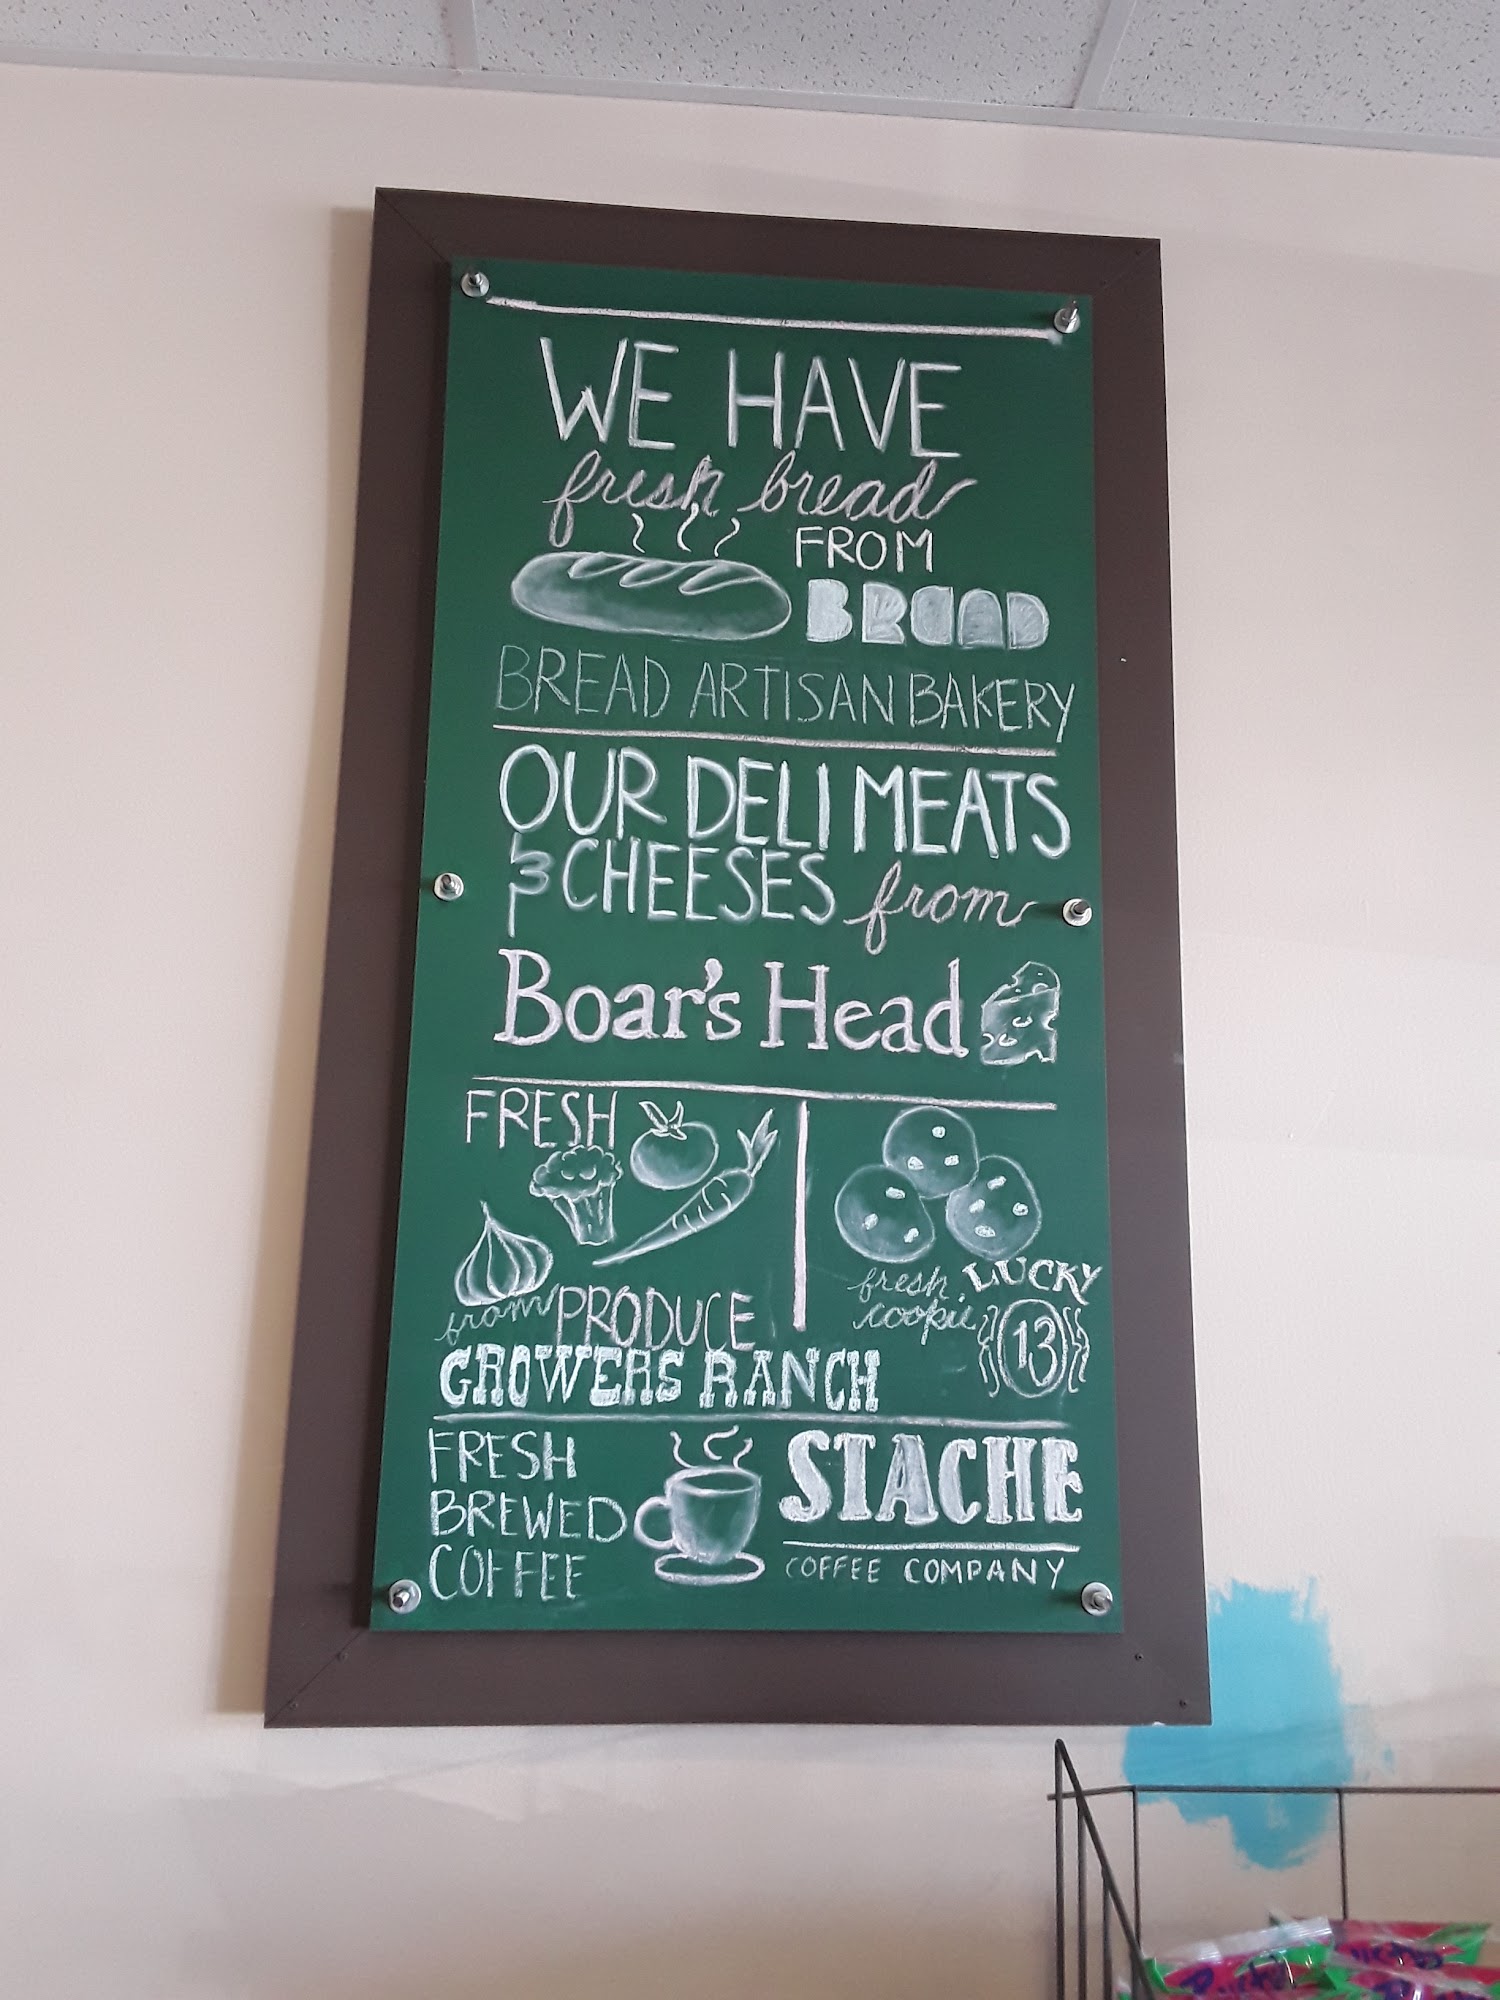 WE HAVE
fresh bread
FROM
BREAD
BREAD ARTISAN BAKERY
OUR DELI MEATS
& CHEESES from
Boar's Head
FRESH
from PRODUCE
GROWERS RANCH
fresh LUCKY
cookie 13
FRESH
BREWED
COFFEE
STACHE
COFFEE COMPANY